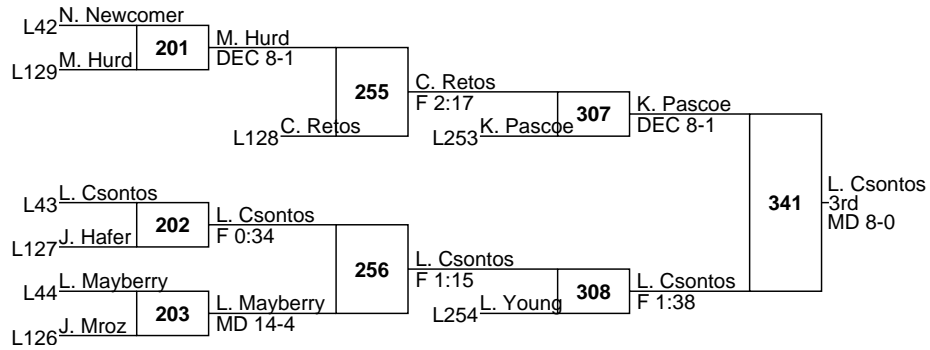 N. Newcomer
L42
201
M. Hurd
DEC 8-1
M. Hurd
L129
255
C. Retos
F 2:17
C. Retos
L128
307
K. Pascoe
DEC 8-1
K. Pascoe
L253
341
L. Csontos
3rd
MD 8-0
L. Csontos
L43
202
L. Csontos
F 0:34
J. Hafer
L127
256
L. Csontos
F 1:15
L. Mayberry
L44
203
L. Mayberry
MD 14-4
J. Mroz
L126
308
L. Csontos
F 1:38
L. Young
L254